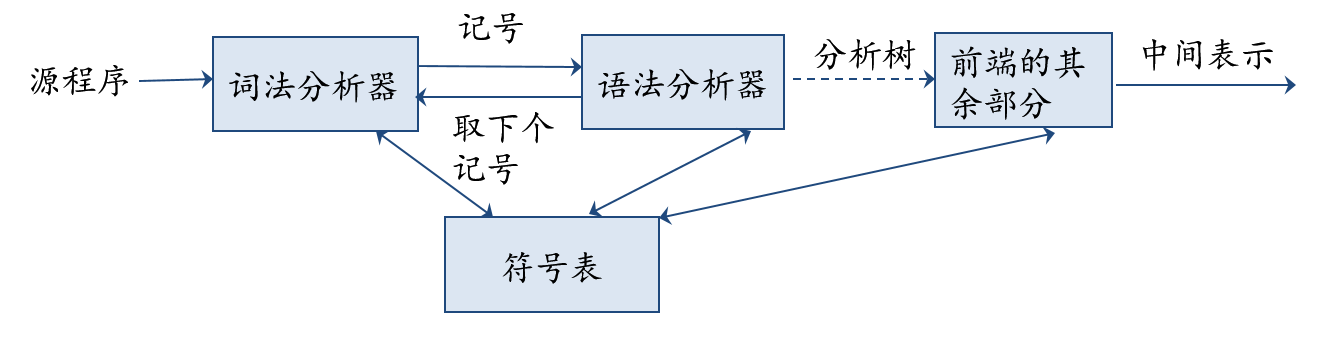 记号
源程序
词法分析器
语法分析器
分析树
前端的其
余部分
中间表示
取下个
记号
符号表